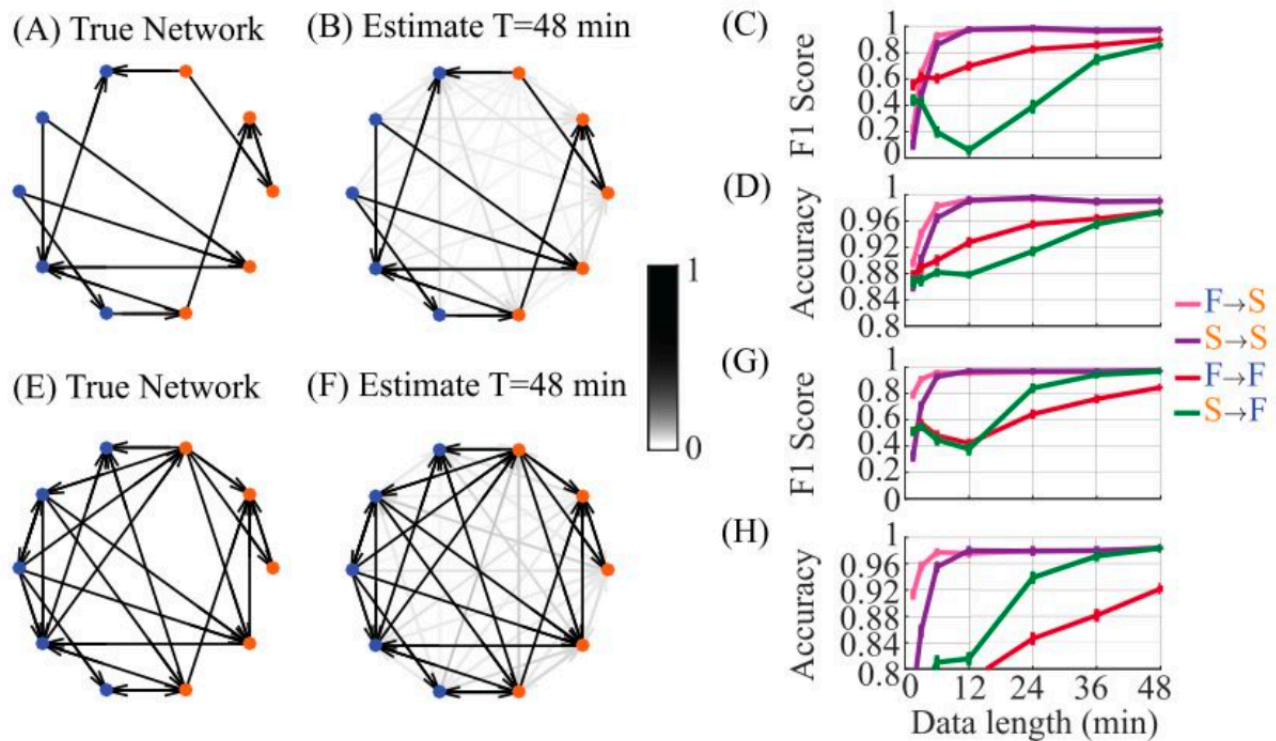 (A) True Network
(B) Estimate T=48 min
1
0
(E) True Network
(F) Estimate T=48 min
(C)
F1 Score
1
0.8
0.6
0.4
0.2
0
(D)
Accuracy
1
0.96
0.92
0.88
0.84
0.8
(G)
F1 Score
1
0.8
0.6
0.4
0.2
0
(H)
Accuracy
1
0.96
0.92
0.88
0.84
0.8
0 12 24 36 48
Data length (min)
F→S
S→S
F→F
S→F